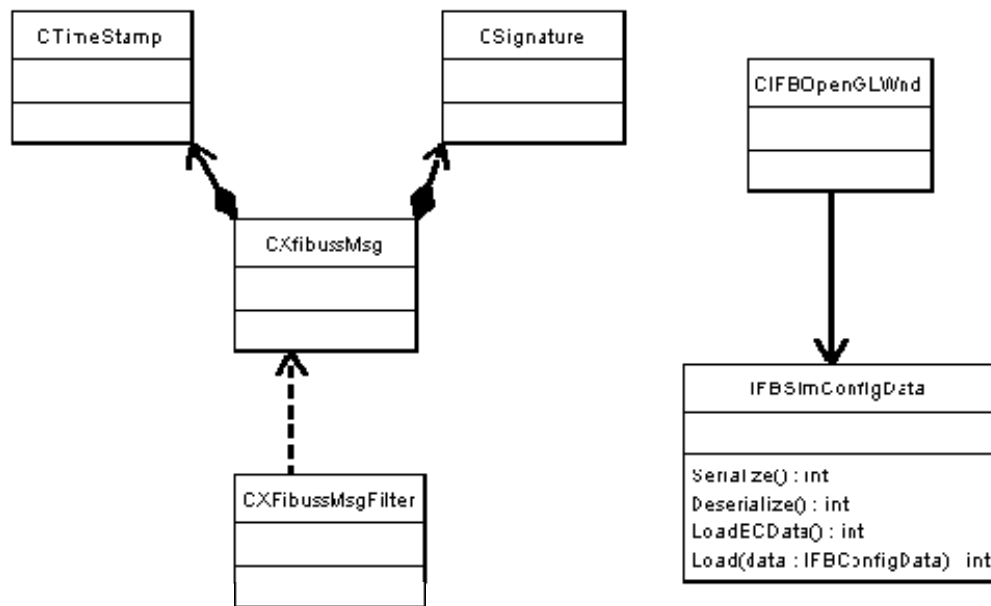 CTimeStamp
CSignature
CIFBOpenGLWnd
CXfibussMsg
IFBSimConfigData
Serialize() : int
Deserialize() : int
LoadECData() : int
Load(data : IFBConfigData) : int
CXFibussMsgFilter